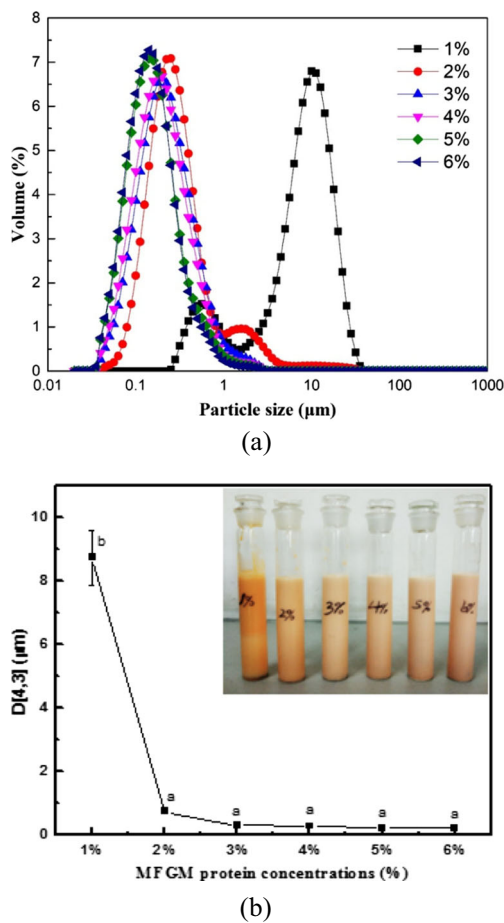 (a)
7
6
5
4
3
2
1
0
Volume (%)
1%
2%
3%
4%
5%
6%
0.01 0.1 1 10 100 1000
Particle size (µm)
(a)
10
8
6
4
2
0
D[4,3] (µm)
b
a a a a a
1% 2% 3% 4% 5% 6%
1% 2% 3% 4% 5% 6%
MFGM protein concentrations (%)
(b)